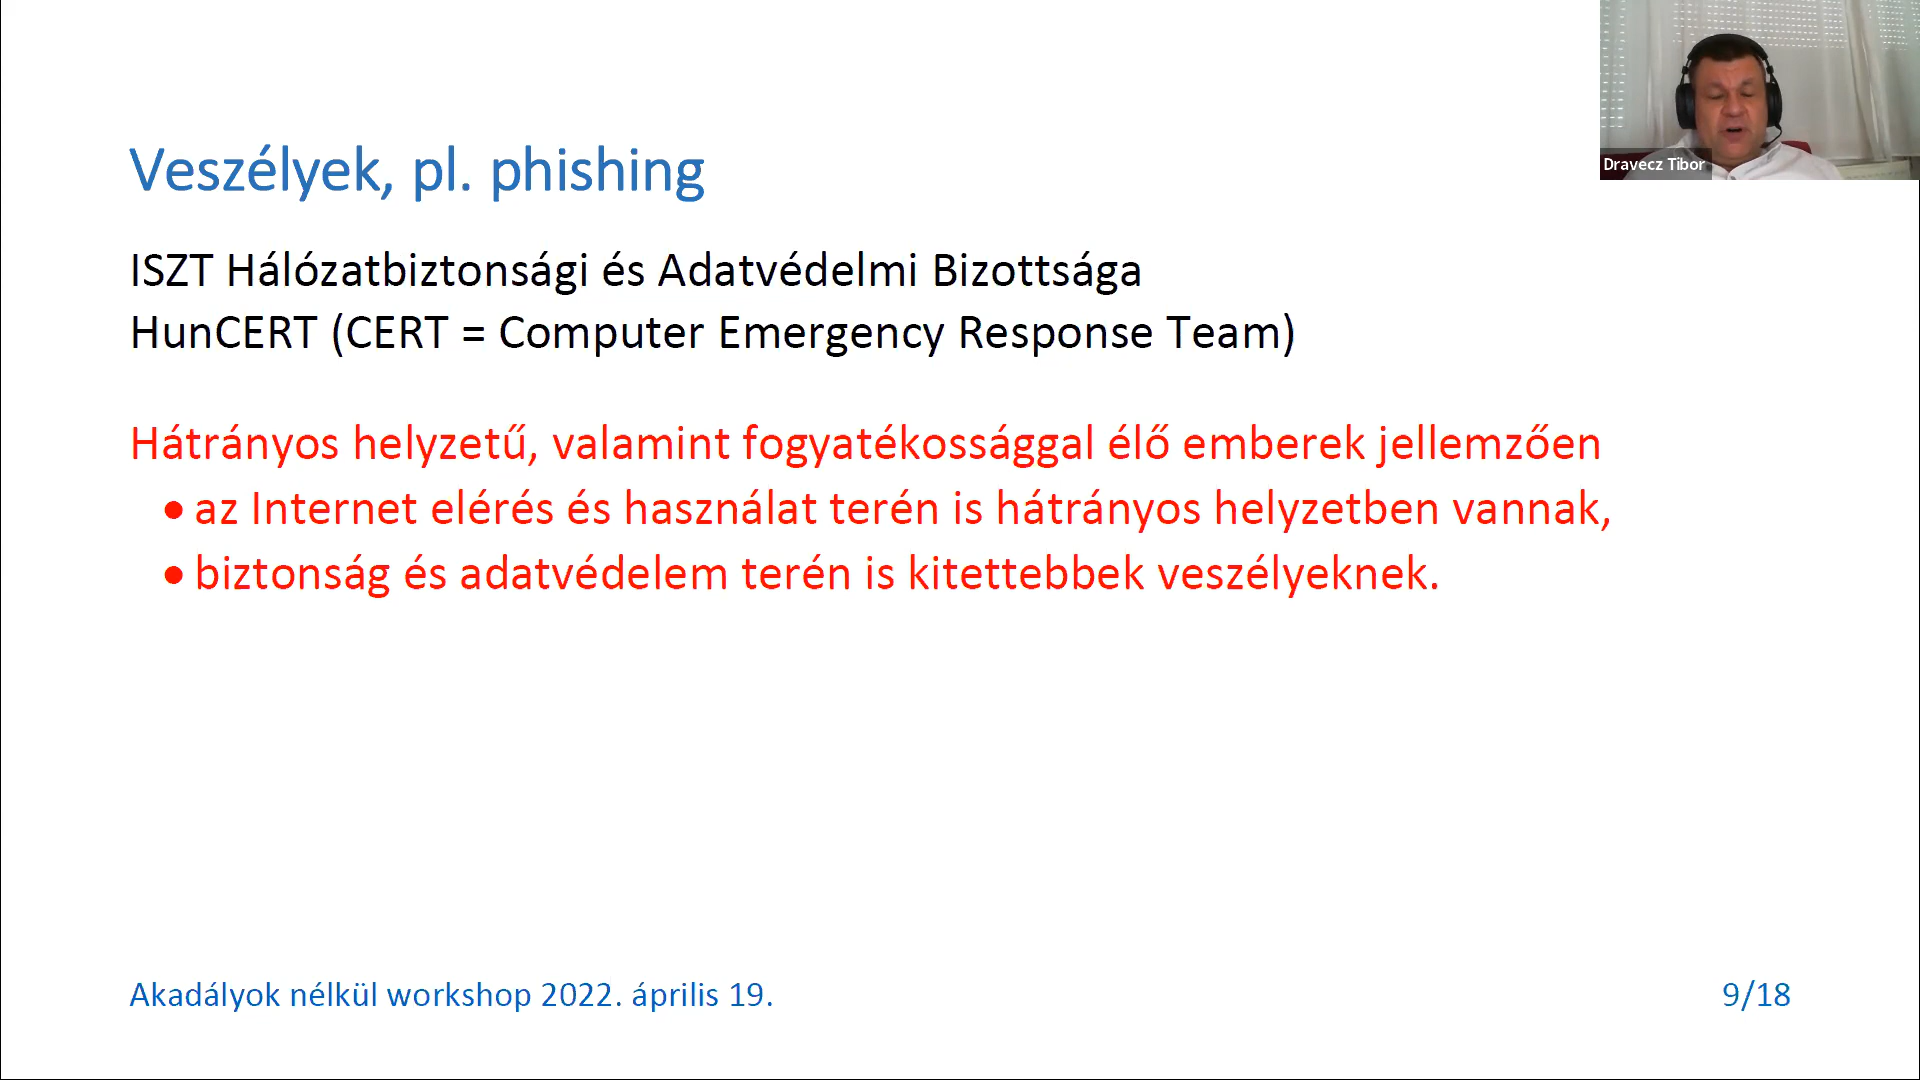 Dravecz Tibor
Veszélyek, pl. phishing
ISZT Hálózatbiztonsági és Adatvédelmi Bizottsága
HunCERT (CERT = Computer Emergency Response Team)
Hátrányos helyzetű, valamint fogyatékossággal élő emberek jellemzően
• az Internet elérés és használat terén is hátrányos helyzetben vannak,
• biztonság és adatvédelem terén is kitettebbek veszélyeknek.
Akadályok nélkül workshop 2022. április 19.
9/18